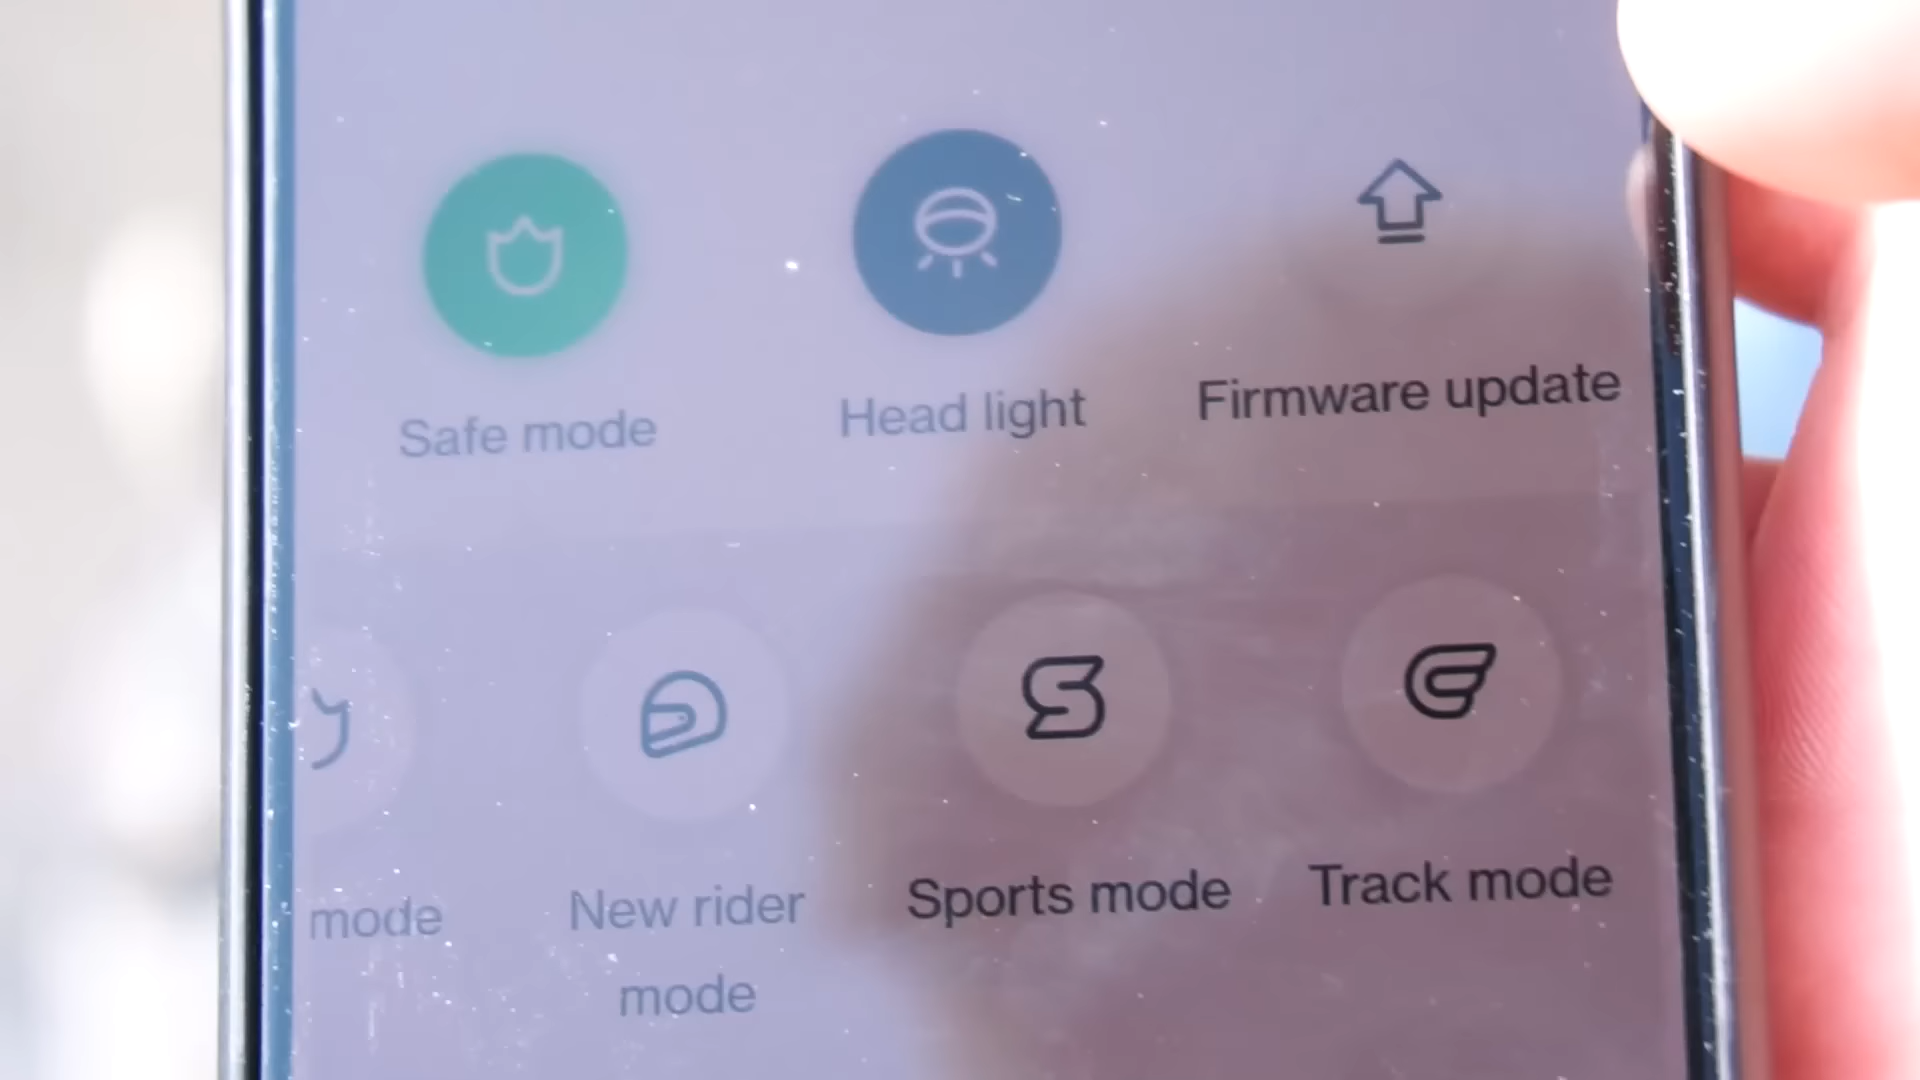 Safe mode
Head light
Firmware update
mode
New rider
mode
Sports mode
Track mode